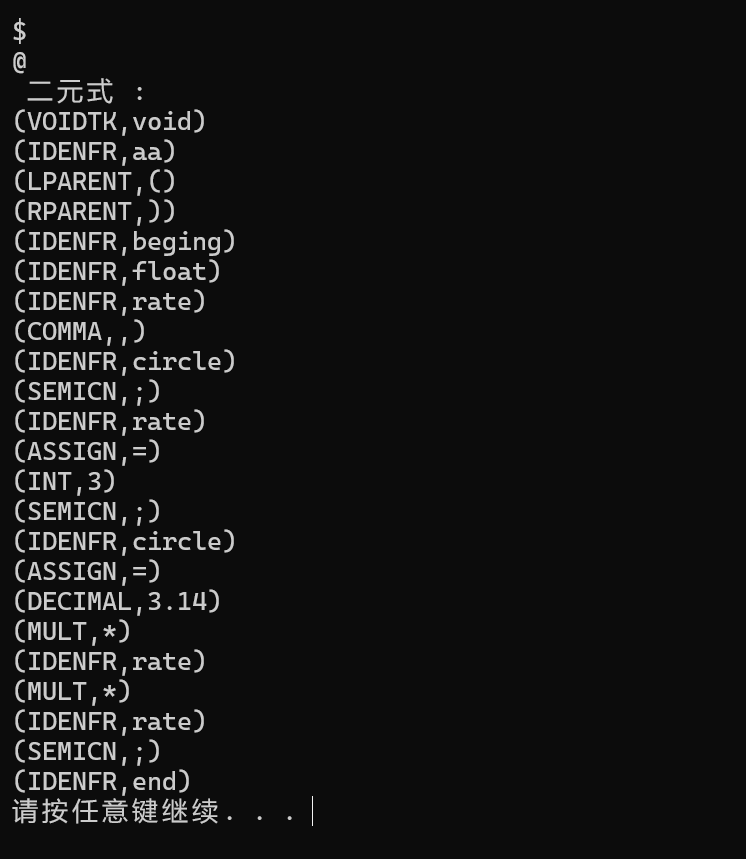 $
@
二元式 :
(VOIDTK,void)
(IDENFR,aa)
(LPARENT,()
(RPARENT,))
(IDENFR,beging)
(IDENFR,float)
(IDENFR,rate)
(COMMA,,)
(IDENFR,circle)
(SEMICN,;)
(IDENFR,rate)
(ASSIGN,=)
(INT,3)
(SEMICN,;)
(IDENFR,circle)
(ASSIGN,=)
(DECIMAL,3.14)
(MULT,*)
(IDENFR,rate)
(MULT,*)
(IDENFR,rate)
(SEMICN,;)
(IDENFR,end)
请按任意键继续. . .